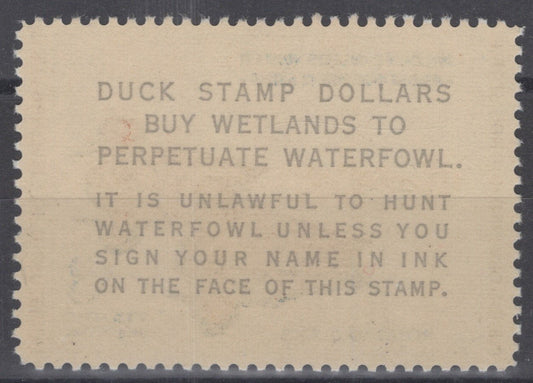 DUCK STAMP DOLLARS
BUY WETLANDS TO
PERPETUATE WATERFOWL.
IT IS UNLAWFUL TO HUNT
WATERFOWL UNLESS YOU
SIGN YOUR NAME IN INK
ON THE FACE OF THIS STAMP.